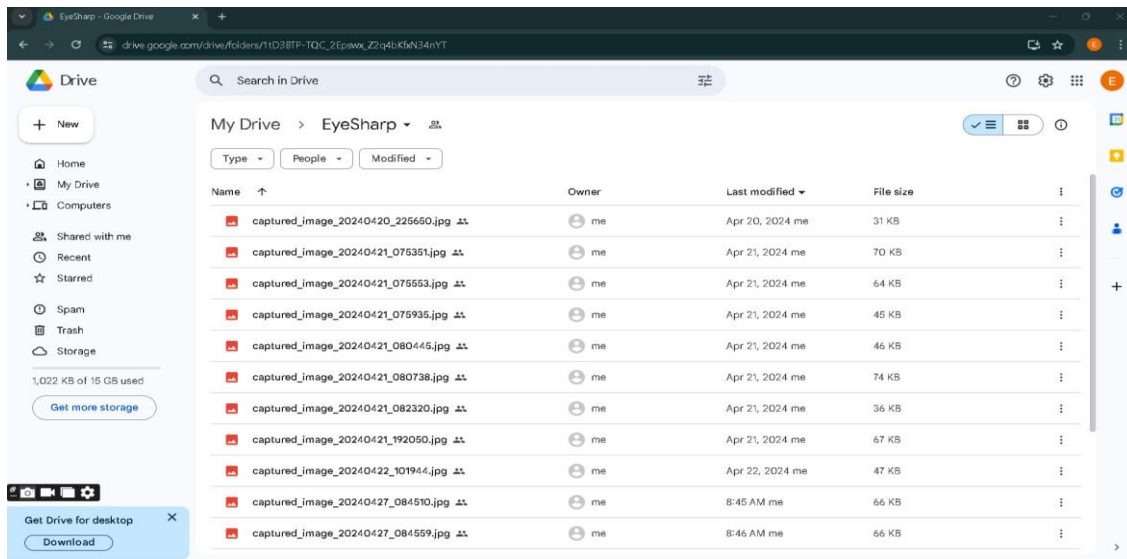 EyeSharp - Google Drive
drive.google.com/drive/folders/1tD38TP-TQC_2Epswx_Z2q4bKfxN34nYT
E
Drive
Search in Drive
E
New
My Drive > EyeSharp
Type People Modified
Home
My Drive
Computers
Shared with me
Recent
Starred
Spam
Trash
Storage
1,022 KB of 15 GB used
Get more storage
Name Owner Last modified File size
captured_image_20240420_225650.jpg me Apr 20, 2024 me 31 KB
captured_image_20240421_075351.jpg me Apr 21, 2024 me 70 KB
captured_image_20240421_075553.jpg me Apr 21, 2024 me 64 KB
captured_image_20240421_075935.jpg me Apr 21, 2024 me 45 KB
captured_image_20240421_080445.jpg me Apr 21, 2024 me 46 KB
captured_image_20240421_080738.jpg me Apr 21, 2024 me 74 KB
captured_image_20240421_082320.jpg me Apr 21, 2024 me 36 KB
captured_image_20240421_192050.jpg me Apr 21, 2024 me 67 KB
captured_image_20240422_101944.jpg me Apr 22, 2024 me 47 KB
captured_image_20240427_084510.jpg me 8:45 AM me 66 KB
captured_image_20240427_084559.jpg me 8:46 AM me 66 KB
Get Drive for desktop
Download